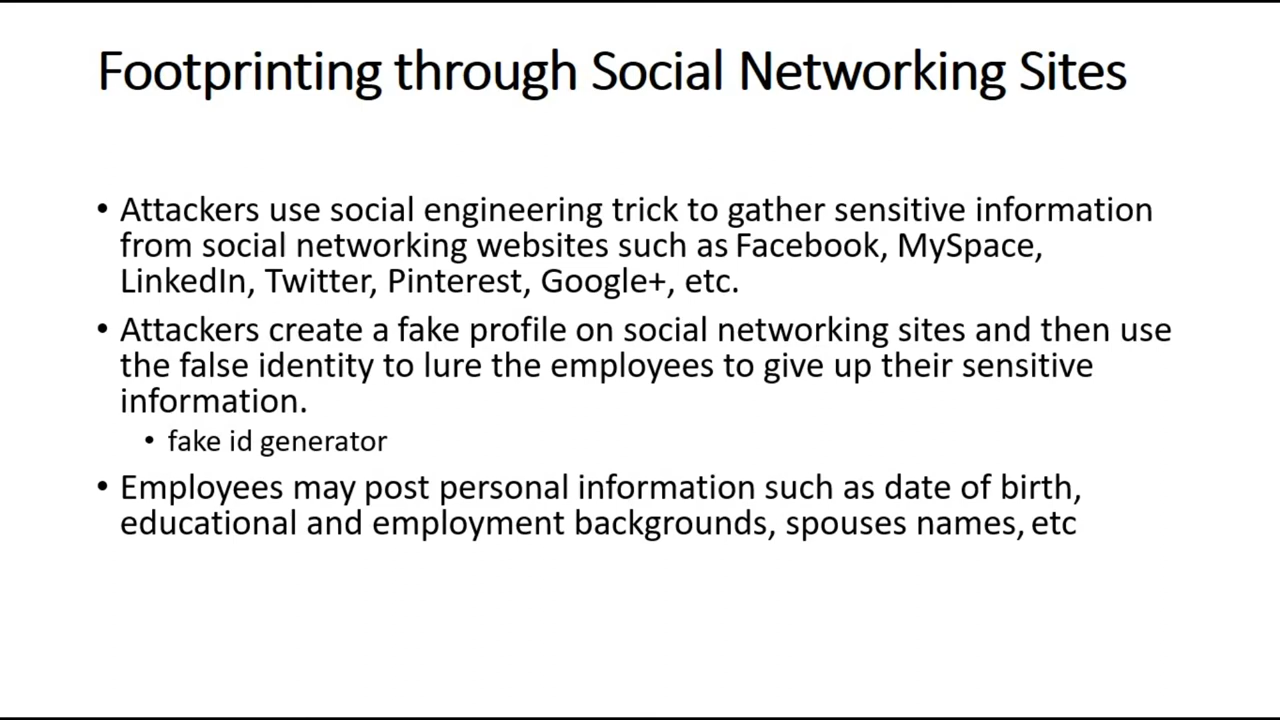 Footprinting through Social Networking Sites
• Attackers use social engineering trick to gather sensitive information
from social networking websites such as Facebook, MySpace,
LinkedIn, Twitter, Pinterest, Google+, etc.
• Attackers create a fake profile on social networking sites and then use
the false identity to lure the employees to give up their sensitive
information.
• fake id generator
• Employees may post personal information such as date of birth,
educational and employment backgrounds, spouses names, etc